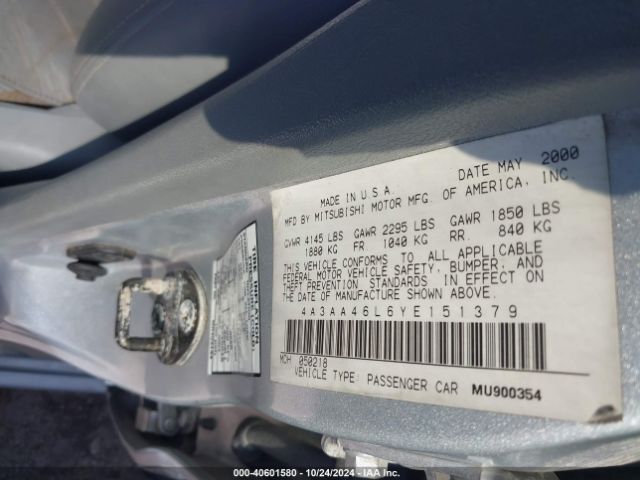 MADE IN U S A. DATE MAY 2000
MFD BY MITSUBISHI MOTOR MFG. OF AMERICA, INC.
GVWR 4145 LBS GAWR 2295 LBS GAWR 1850 LBS
1880 KG FR. 1040 KG RR. 840 KG
THIS VEHICLE CONFORMS TO ALL APPLICABLE
FEDERAL MOTOR VEHICLE SAFETY, BUMPER, AND
THEFT PREVENTION STANDARDS IN EFFECT ON
THE DATE OF MANUFACTURE SHOWN ABOVE.
4A3AA46L6YE151379
MCH 050218
VEHICLE TYPE: PASSENGER CAR MU900354
000-40601580 • 10/24/2024 • IAA Inc.